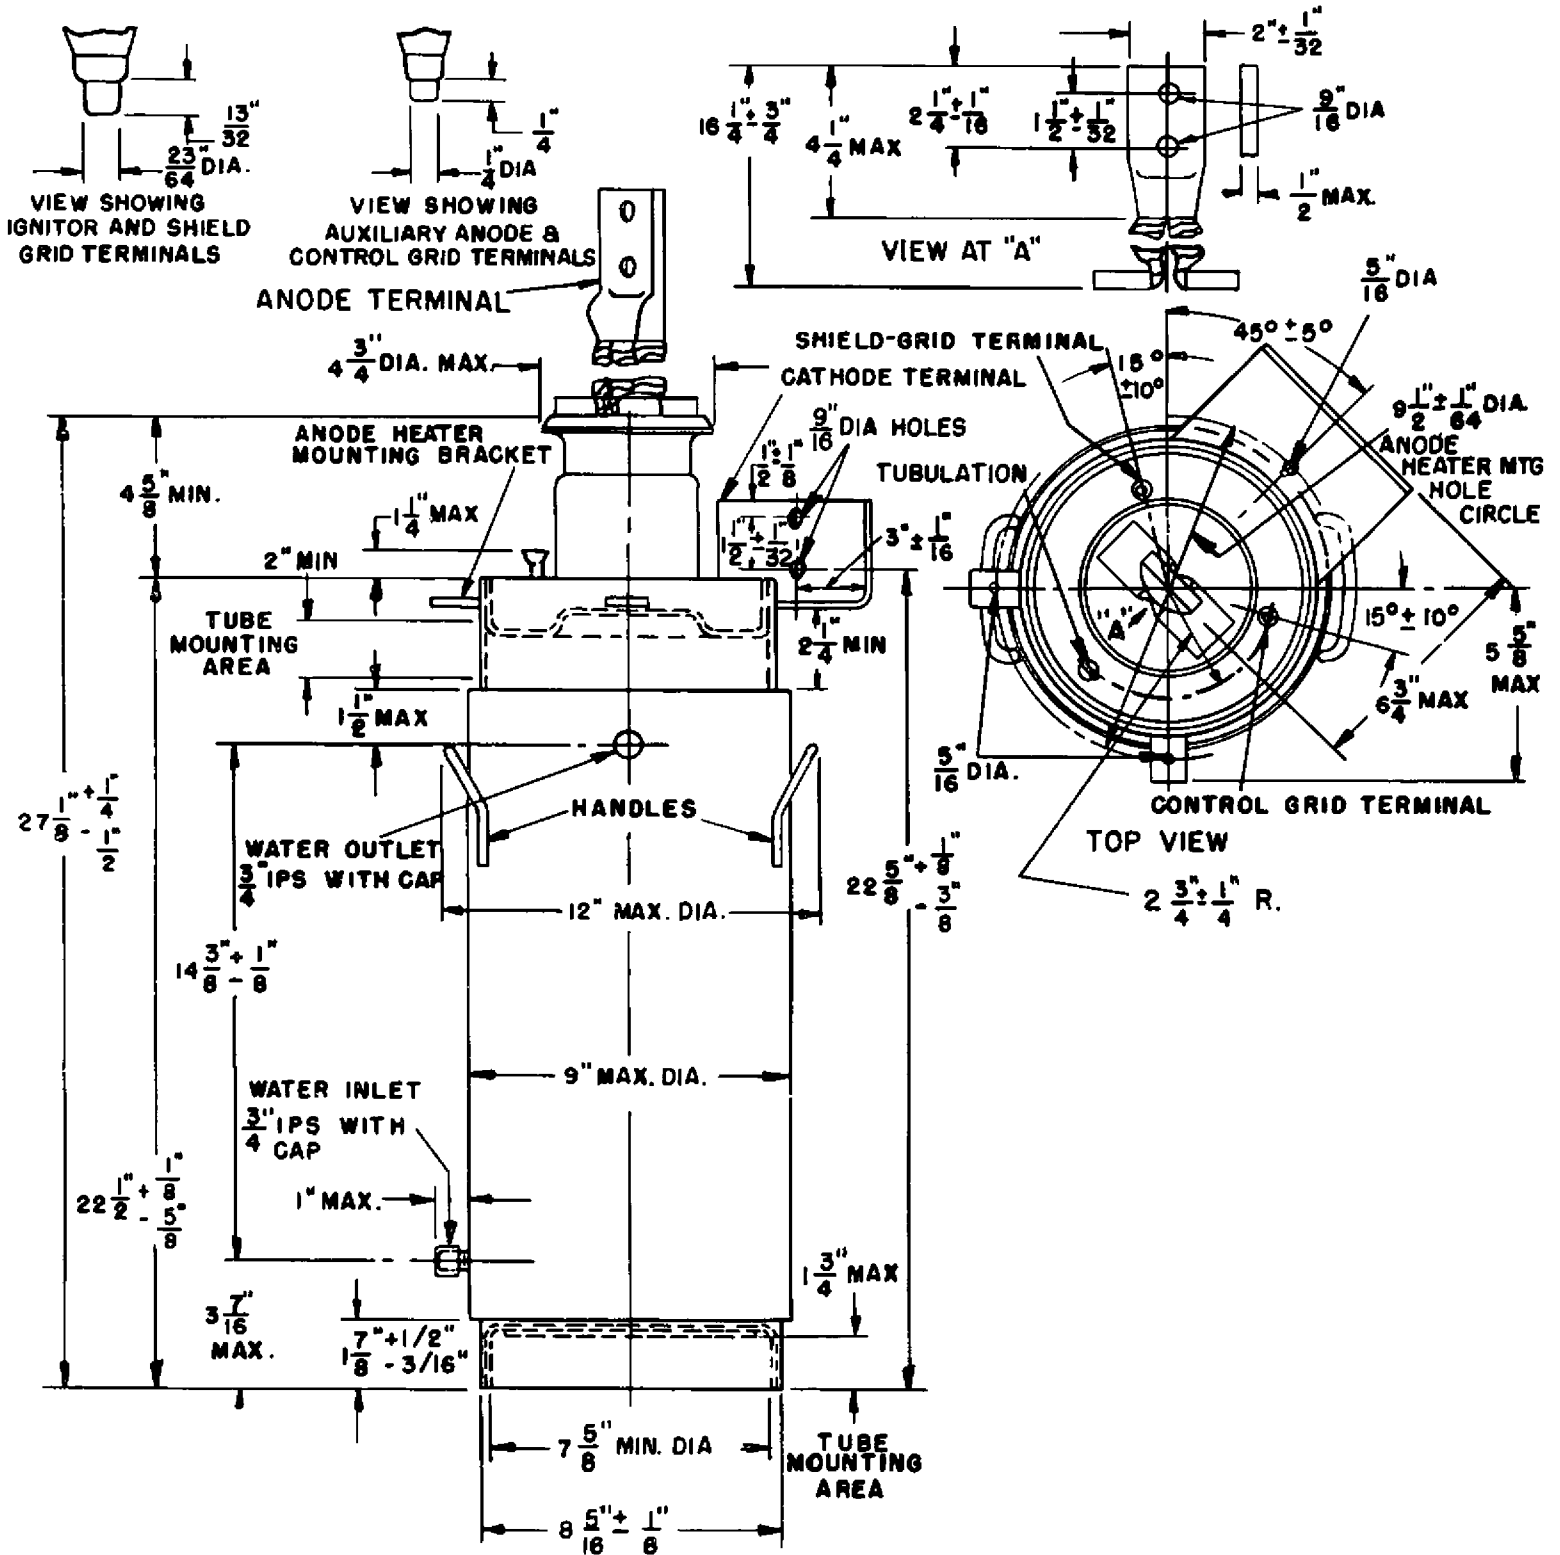 13"
32
23"
64 DIA.
VIEW SHOWING
IGNITOR AND SHIELD
GRID TERMINALS
1"
4
1"
4 DIA
VIEW SHOWING
AUXILIARY ANODE &
CONTROL GRID TERMINALS
ANODE TERMINAL
16 1/4" ± 3/4"
4 1/4" MAX
2 1/4" ± 1/16"
1 1/2" ± 1/32"
2" ± 1/32"
9/16" DIA
1/2" MAX.
VIEW AT "A"
4 3/4" DIA. MAX.
ANODE HEATER
MOUNTING BRACKET
4 5/8" MIN.
1 1/4" MAX
2" MIN
TUBE
MOUNTING
AREA
1 1/2" MAX
SHIELD-GRID TERMINAL
CATHODE TERMINAL
9/16" DIA HOLES
1/2" ± 1/8"
1 1/2" ± 1/32"
3" ± 1/16"
2 1/4" MIN
TUBULATION
15°
±10°
45° ± 5°
5/16" DIA
9 1/2" ± 1/64" DIA.
ANODE
HEATER MTG
HOLE
CIRCLE
15° ± 10°
"A"
5 5/8"
MAX
6 3/4" MAX
5/16" DIA.
CONTROL GRID TERMINAL
TOP VIEW
2 3/4" ± 1/4" R.
27 1/8" + 1/4"
- 1/2"
HANDLES
WATER OUTLET
3/4" IPS WITH CAP
12" MAX. DIA.
22 5/8" + 1/8"
- 3/8"
14 3/8" ± 1/8"
9" MAX. DIA.
WATER INLET
3/4" IPS WITH
CAP
1" MAX.
22 1/2" + 1/8"
- 5/8"
1 3/4" MAX
3 7/16"
MAX.
1 7/8" +1/2"
- 3/16"
7 5/8" MIN. DIA
TUBE
MOUNTING
AREA
8 5/16" ±